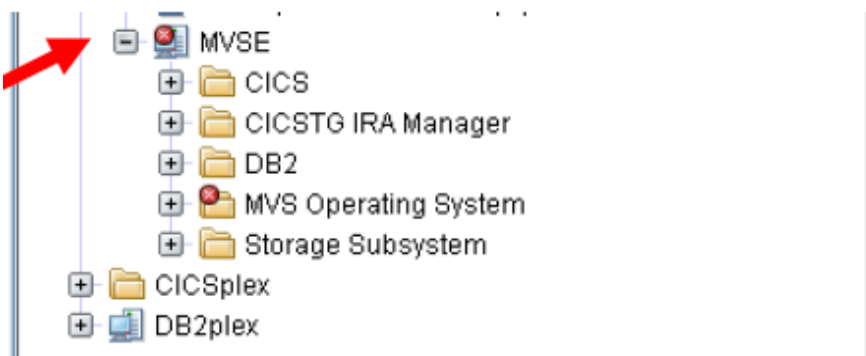 MVSE
CICS
CICSTG IRA Manager
DB2
MVS Operating System
Storage Subsystem
CICSplex
DB2plex